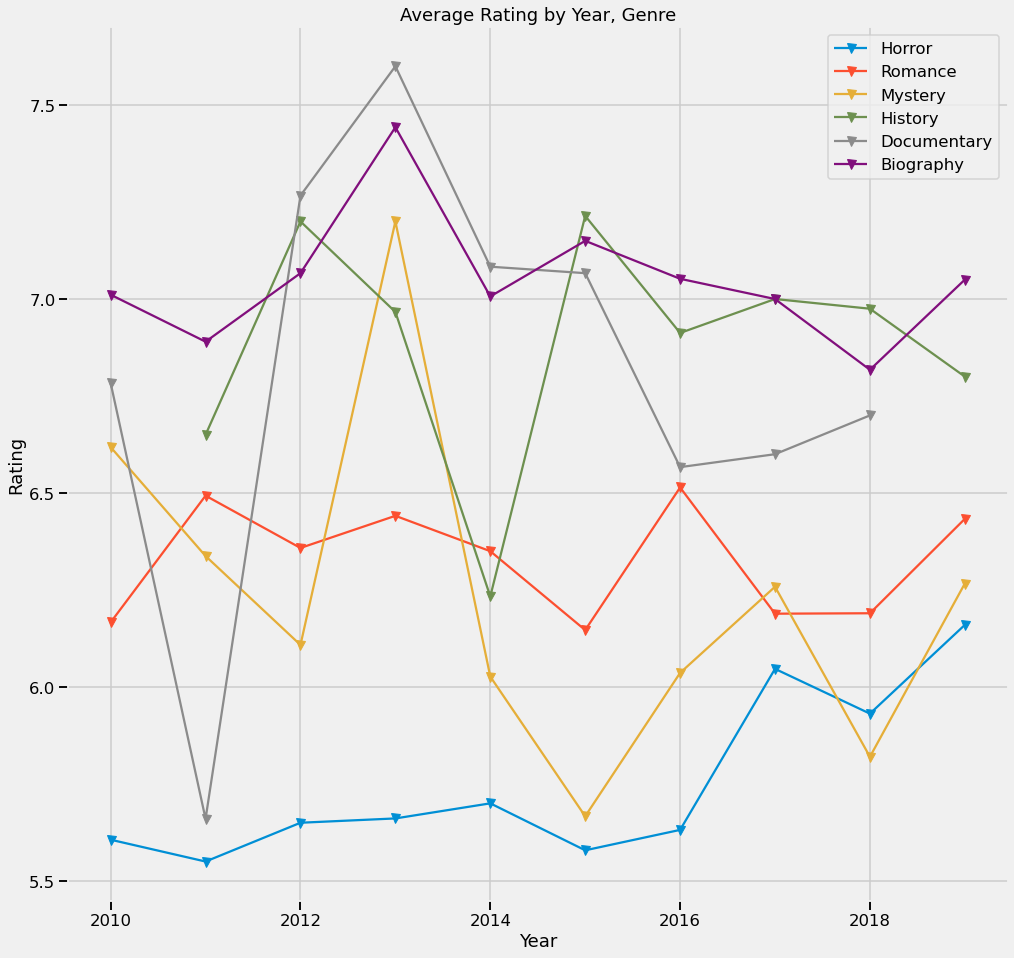 Average Rating by Year, Genre
Horror
Romance
Mystery
History
Documentary
Biography
7.5
7.0
6.5
6.0
5.5
Rating
2010 2012 2014 2016 2018
Year